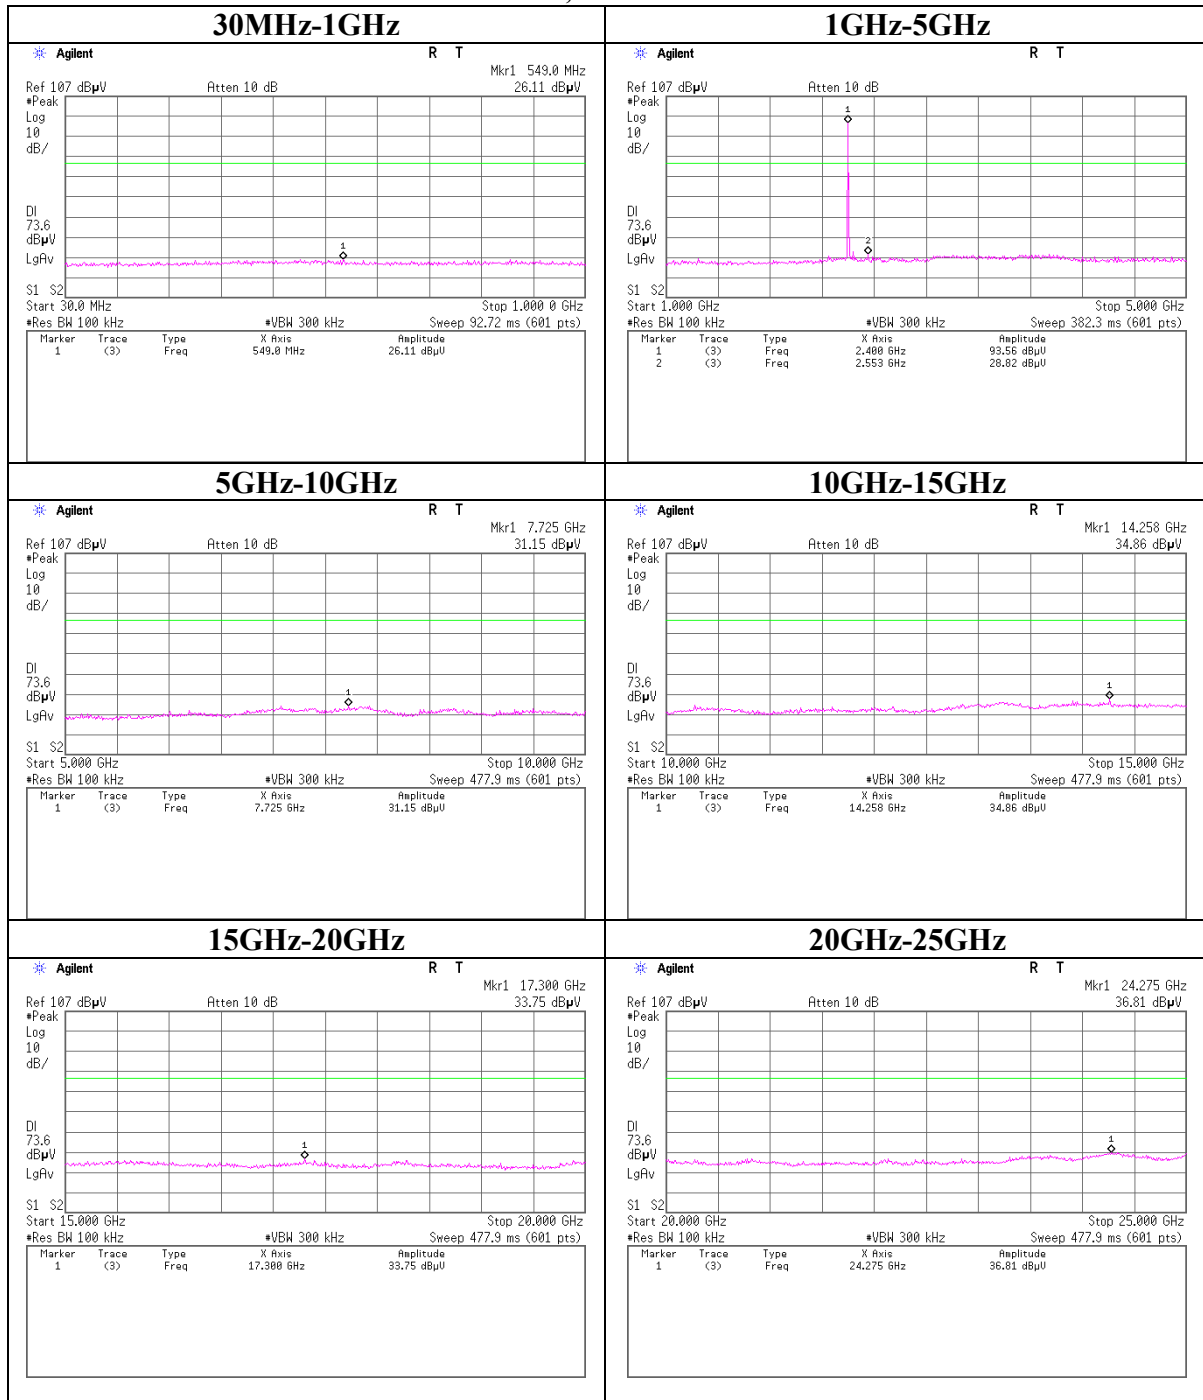 30MHz-1GHz
Agilent R T
Mkr1 549.0 MHz
Ref 107 dBµV Atten 10 dB 26.11 dBµV
#Peak
Log
10
dB/
1
DI
73.6
dBµV
LgAv
S1 S2
Start 30.0 MHz Stop 1.000 0 GHz
#Res BW 100 kHz #VBW 300 kHz Sweep 92.72 ms (601 pts)
Marker Trace Type X Axis Amplitude
1 (3) Freq 549.0 MHz 26.11 dBµV
1GHz-5GHz
Agilent R T
Ref 107 dBµV Atten 10 dB
#Peak
Log
10
dB/
1
2
DI
73.6
dBµV
LgAv
S1 S2
Start 1.000 GHz Stop 5.000 GHz
#Res BW 100 kHz #VBW 300 kHz Sweep 382.3 ms (601 pts)
Marker Trace Type X Axis Amplitude
1 (3) Freq 2.400 GHz 93.56 dBµV
2 (3) Freq 2.553 GHz 28.82 dBµV
5GHz-10GHz
Agilent R T
Mkr1 7.725 GHz
Ref 107 dBµV Atten 10 dB 31.15 dBµV
#Peak
Log
10
dB/
1
DI
73.6
dBµV
LgAv
S1 S2
Start 5.000 GHz Stop 10.000 GHz
#Res BW 100 kHz #VBW 300 kHz Sweep 477.9 ms (601 pts)
Marker Trace Type X Axis Amplitude
1 (3) Freq 7.725 GHz 31.15 dBµV
10GHz-15GHz
Agilent R T
Mkr1 14.258 GHz
Ref 107 dBµV Atten 10 dB 34.86 dBµV
#Peak
Log
10
dB/
1
DI
73.6
dBµV
LgAv
S1 S2
Start 10.000 GHz Stop 15.000 GHz
#Res BW 100 kHz #VBW 300 kHz Sweep 477.9 ms (601 pts)
Marker Trace Type X Axis Amplitude
1 (3) Freq 14.258 GHz 34.86 dBµV
15GHz-20GHz
Agilent R T
Mkr1 17.300 GHz
Ref 107 dBµV Atten 10 dB 33.75 dBµV
#Peak
Log
10
dB/
1
DI
73.6
dBµV
LgAv
S1 S2
Start 15.000 GHz Stop 20.000 GHz
#Res BW 100 kHz #VBW 300 kHz Sweep 477.9 ms (601 pts)
Marker Trace Type X Axis Amplitude
1 (3) Freq 17.300 GHz 33.75 dBµV
20GHz-25GHz
Agilent R T
Mkr1 24.275 GHz
Ref 107 dBµV Atten 10 dB 36.81 dBµV
#Peak
Log
10
dB/
1
DI
73.6
dBµV
LgAv
S1 S2
Start 20.000 GHz Stop 25.000 GHz
#Res BW 100 kHz #VBW 300 kHz Sweep 477.9 ms (601 pts)
Marker Trace Type X Axis Amplitude
1 (3) Freq 24.275 GHz 36.81 dBµV